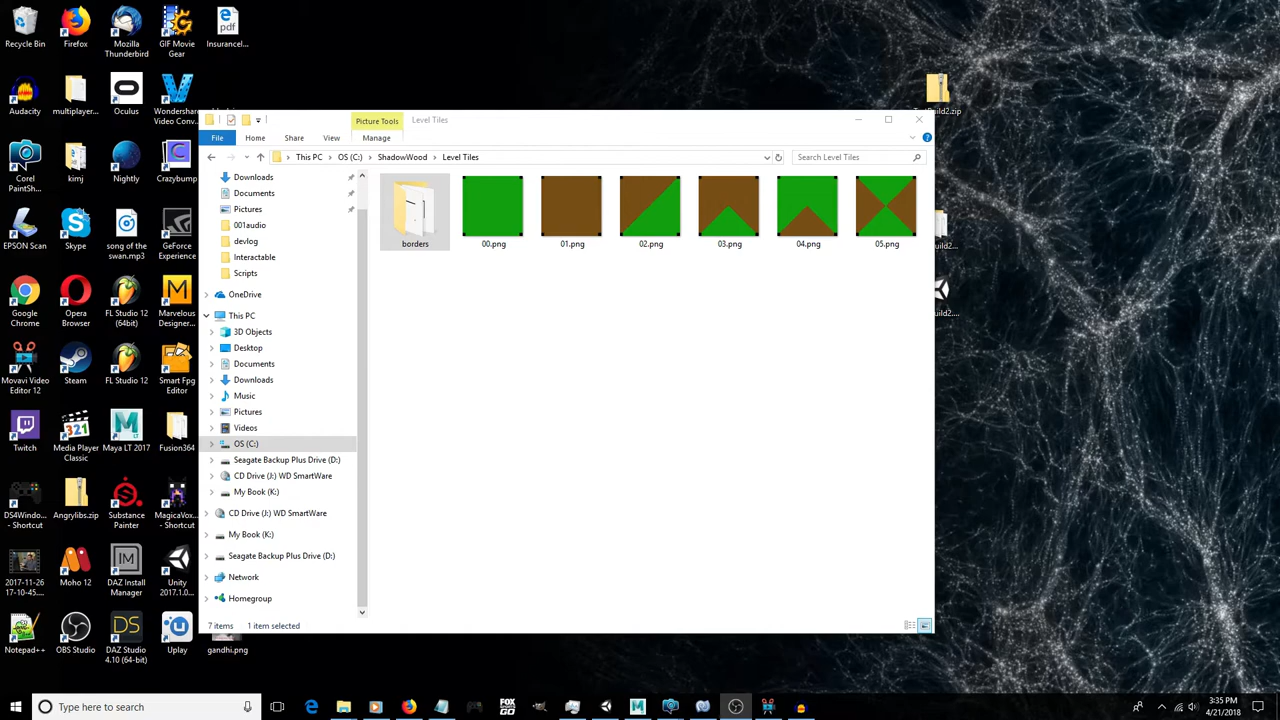 Recycle Bin
Firefox
Mozilla
Thunderbird
GIF Movie
Gear
pdf
Insurancel...
Audacity
multiplayer...
Oculus
Wondershar
Video Conv...
Corel
PaintSh...
kimj
Nightly
Crazybump
EPSON Scan
Skype
song of the
swan.mp3
GeForce
Experience
Google
Chrome
Opera
Browser
FL Studio 12
(64bit)
Marvelous
Designer...
Movavi Video
Editor 12
Steam
FL Studio 12
Smart Fpg
Editor
Twitch
Media Player
Classic
Maya LT 2017
Fusion364
DS4Window...
- Shortcut
Angrylibs.zip
Substance
Painter
MagicaVox...
- Shortcut
2017-11-26
17-10-45....
Moho 12
DAZ Install
Manager
Unity
2017.1.0...
Notepad++
OBS Studio
DAZ Studio
4.10 (64-bit)
Uplay
gandhi.png
Picture Tools
Level Tiles
File
Home
Share
View
Manage
This PC
OS (C:)
ShadowWood
Level Tiles
Search Level Tiles
Downloads
Documents
Pictures
001audio
devlog
Interactable
Scripts
OneDrive
This PC
3D Objects
Desktop
Documents
Downloads
Music
Pictures
Videos
OS (C:)
Seagate Backup Plus Drive (D:)
CD Drive (J:) WD SmartWare
My Book (K:)
CD Drive (J:) WD SmartWare
My Book (K:)
Seagate Backup Plus Drive (D:)
Network
Homegroup
borders
00.png
01.png
02.png
03.png
04.png
05.png
7 items
1 item selected
Type here to search
FOX
GO
3:35 PM
4/21/2018